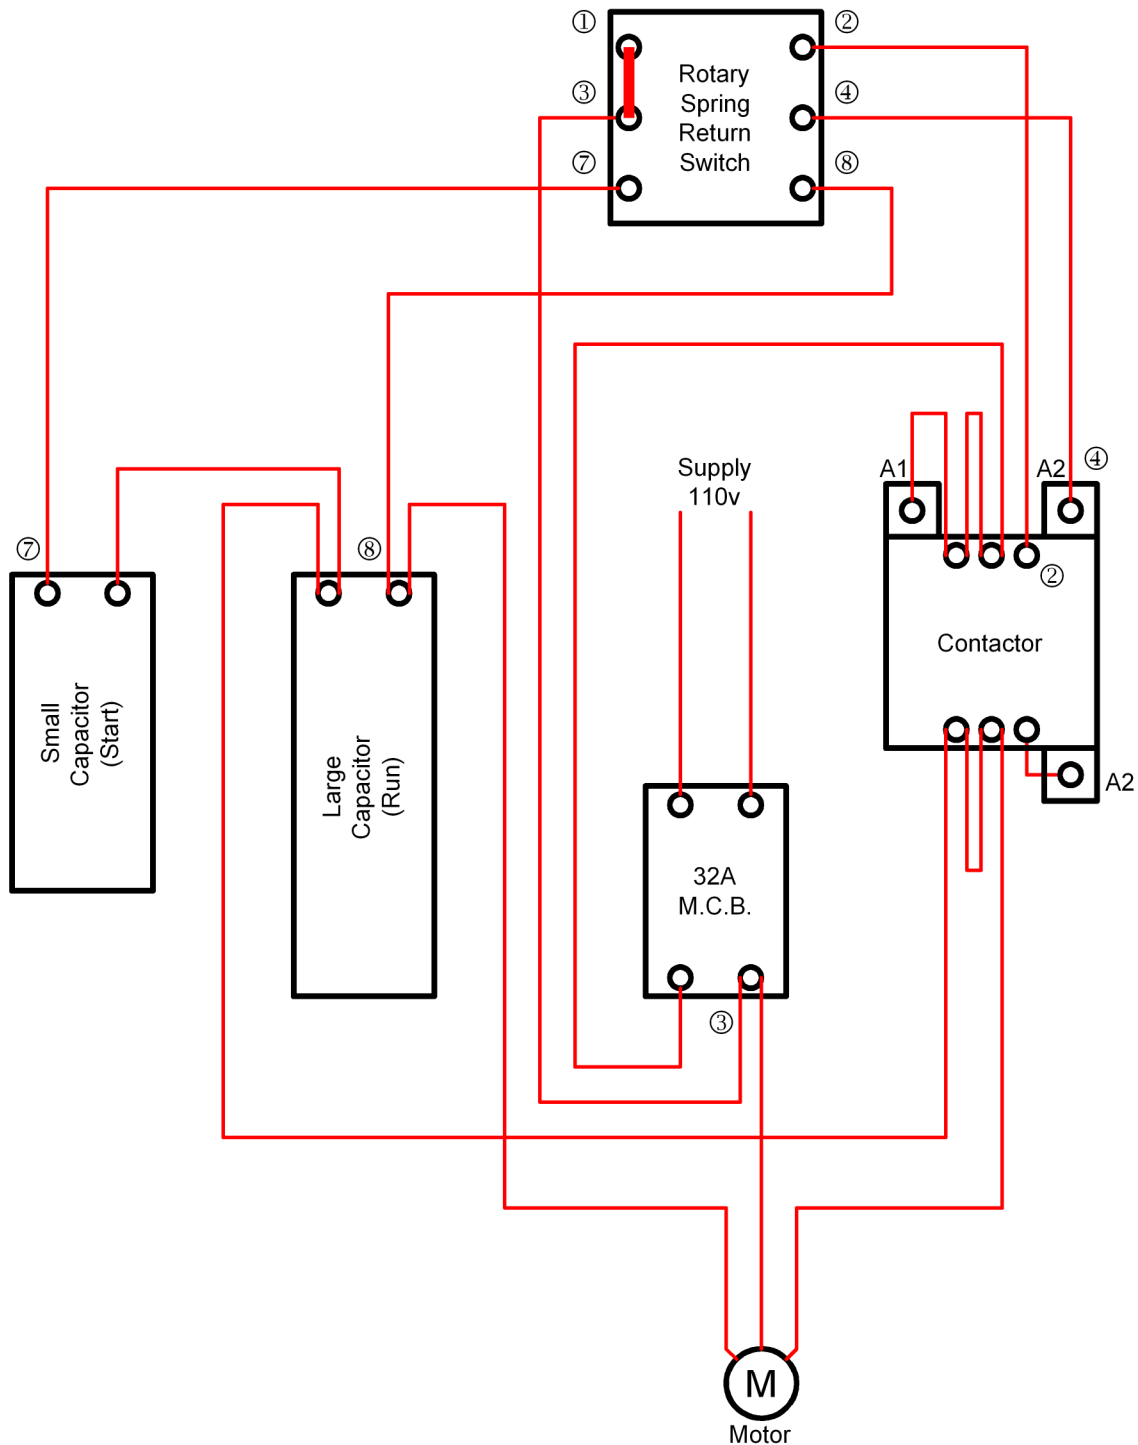 ①
②
Rotary
Spring
Return
Switch
③
④
⑦
⑧
Supply
110v
A1
A2
④
⑦
⑧
②
Contactor
Small
Capacitor
(Start)
Large
Capacitor
(Run)
A2
32A
M.C.B.
③
M
Motor